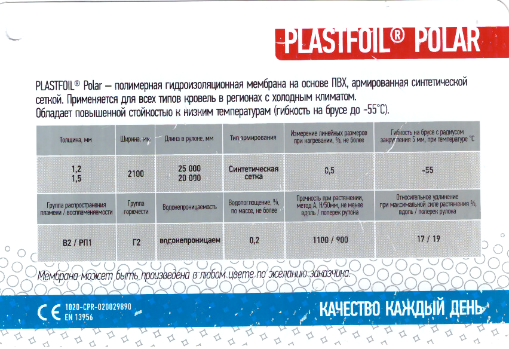 PLASTFOIL® POLAR
PLASTFOIL® Polar – полимерная гидроизоляционная мембрана на основе ПВХ, армированная синтетической
сеткой. Применяется для всех типов кровель в регионах с холодным климатом.
Обладает повышенной стойкостью к низким температурам (гибкость на брусе до -55°С).
Толщина, мм Ширина, мм Длина в рулоне, мм Тип армирования Измерение линейных размеров при нагревании, %, не более Гибкость на брусе с радиусом закругления 5 мм, при температуре °С
1,2 2100 25 000 Синтетическая сетка 0,5 -55
1,5 20 000
Группа распространения пламени / воспламеняемости Группа горючести Водонепроницаемость Водопоглощение, %, по массе, не более Прочность при растяжении, метод А, Н/50мм, не менее вдоль / поперек рулона Относительное удлинение при максимальной силе растяжения %, вдоль / поперек рулона
В2 / РП1 Г2 водонепроницаем 0,2 1100 / 900 17 / 19
Мембрана может быть произведена в любом цвете по желанию заказчика.
CE 1020-CPR-020029890
EN 13956
КАЧЕСТВО КАЖДЫЙ ДЕНЬ